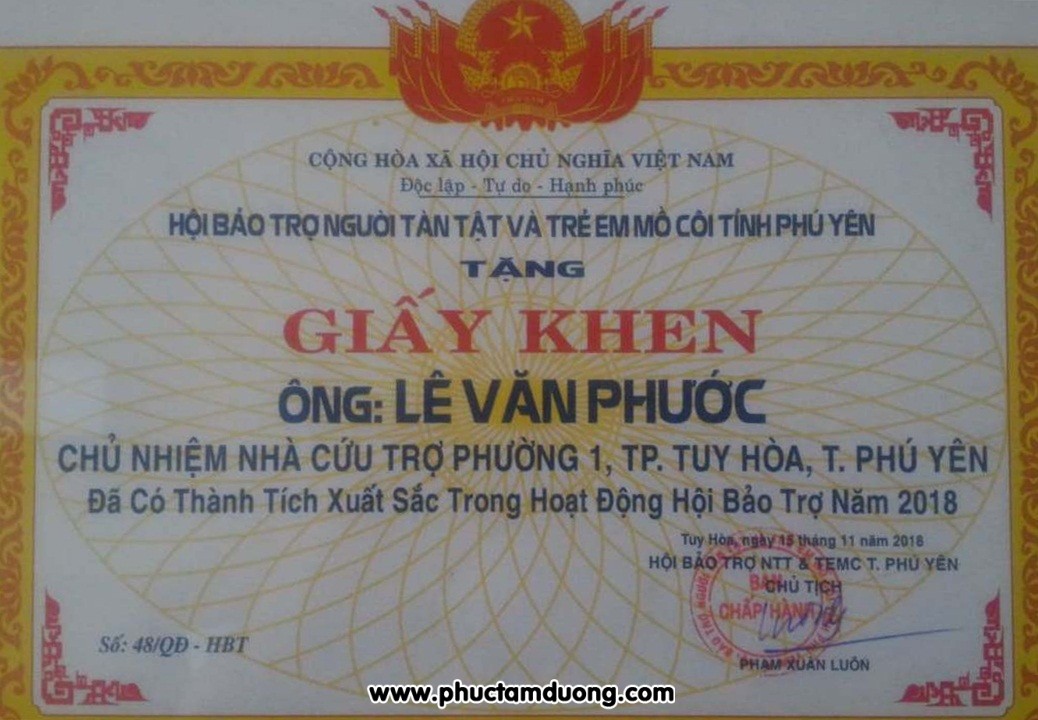 CỘNG HÒA XÃ HỘI CHỦ NGHĨA VIỆT NAM
Độc lập - Tự do - Hạnh phúc
HỘI BẢO TRỢ NGƯỜI TÀN TẬT VÀ TRẺ EM MỒ CÔI TỈNH PHÚ YÊN
TẶNG
GIẤY KHEN
ÔNG: LÊ VĂN PHƯỚC
CHỦ NHIỆM NHÀ CỨU TRỢ PHƯỜNG 1, TP. TUY HÒA, T. PHÚ YÊN
Đã Có Thành Tích Xuất Sắc Trong Hoạt Động Hội Bảo Trợ Năm 2018
Tuy Hòa, ngày 15 tháng 11 năm 2018
HỘI BẢO TRỢ NTT & TEMC T. PHÚ YÊN
CHỦ TỊCH
BAN
CHẤP HÀNH
Số: 48/QĐ - HBT
PHẠM XUÂN LUÔN
www.phuctamduong.com